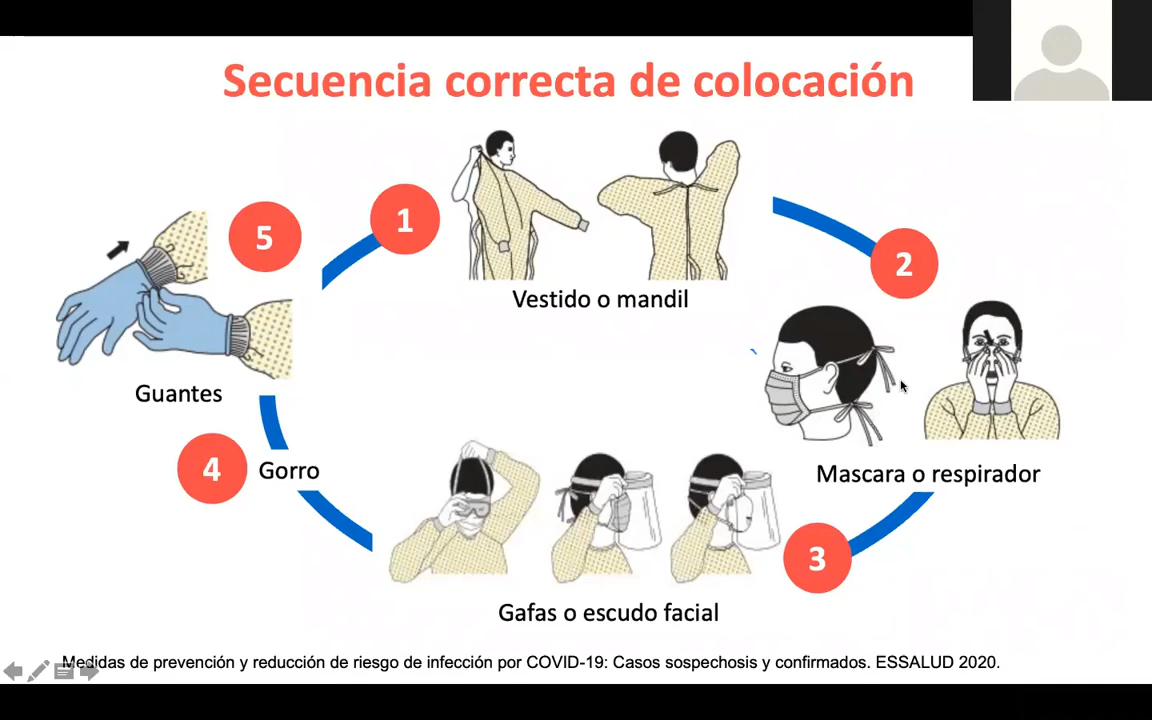 Secuencia correcta de colocación
1
Vestido o mandil
2
Mascara o respirador
3
Gafas o escudo facial
4
Gorro
5
Guantes
Medidas de prevención y reducción de riesgo de infección por COVID-19: Casos sospechosis y confirmados. ESSALUD 2020.